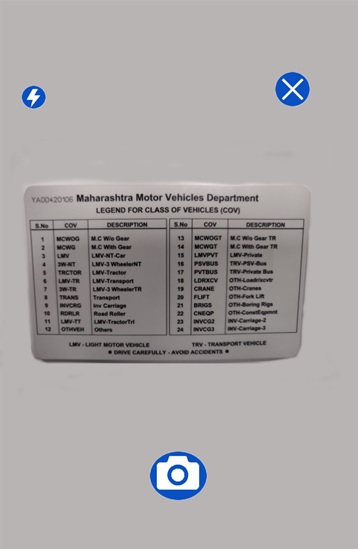 YA00420106 Maharashtra Motor Vehicles Department
LEGEND FOR CLASS OF VEHICLES (COV)
S.No COV DESCRIPTION S.No COV DESCRIPTION
1 MCWOG M.C W/o Gear 13 MCWOGT M.C W/o Gear TR
2 MCWG M.C With Gear 14 MCWGT M.C With Gear TR
3 LMV LMV-NT-Car 15 LMVPVT LMV-Private
4 3W-NT LMV-3 WheelerNT 16 PSVBUS TRV-PSV-Bus
5 TRCTOR LMV-Tractor 17 PVTBUS TRV-Private Bus
6 LMV-TR LMV-Transport 18 LDRXCV OTH-Loadr/xcvtr
7 3W-TR LMV-3 WheelerTR 19 CRANE OTH-Cranes
8 TRANS Transport 20 FLIFT OTH-Fork Lift
9 INVCRG Inv Carriage 21 BRIGS OTH-Boring Rigs
10 RDRLR Road Roller 22 CNEQP OTH-ConstEqpmnt
11 LMV-TT LMV-TractorTrl 23 INVCG2 INV-Carriage-2
12 OTHVEH Others 24 INVCG3 INV-Carriage-3
LMV - LIGHT MOTOR VEHICLE TRV - TRANSPORT VEHICLE
DRIVE CAREFULLY - AVOID ACCIDENTS